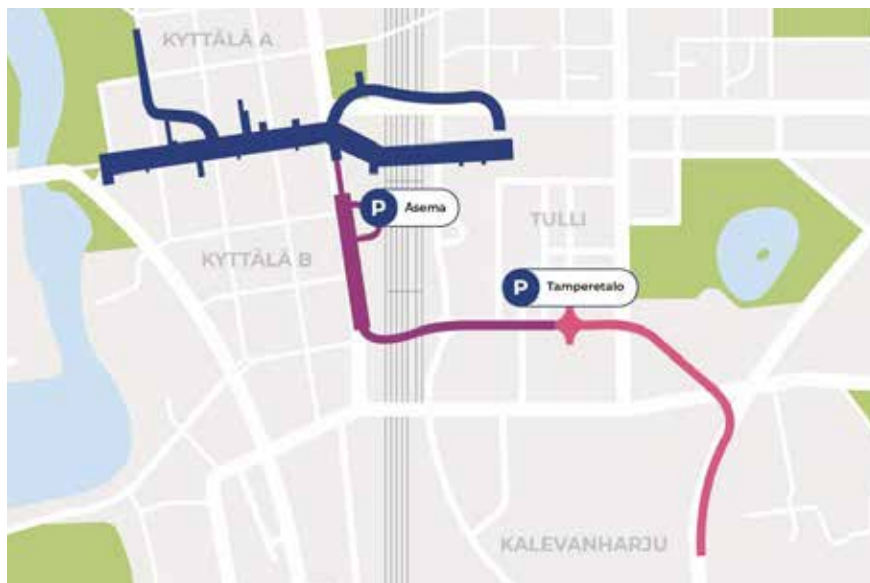 KYTTÄLÄ A
P Asema
TULLI
KYTTÄLÄ B
P Tamperetalo
KALEVANHARJU